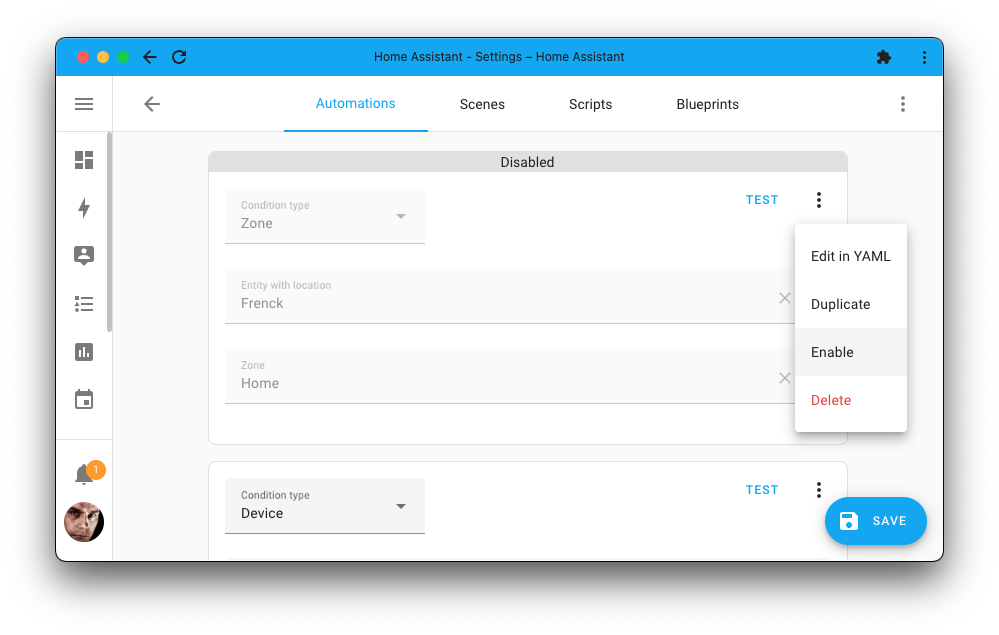 Home Assistant - Settings – Home Assistant
Automations
Scenes
Scripts
Blueprints
Disabled
Condition type
Zone
TEST
Edit in YAML
Duplicate
Enable
Delete
Entity with location
Frenck
Zone
Home
Condition type
Device
TEST
SAVE
1